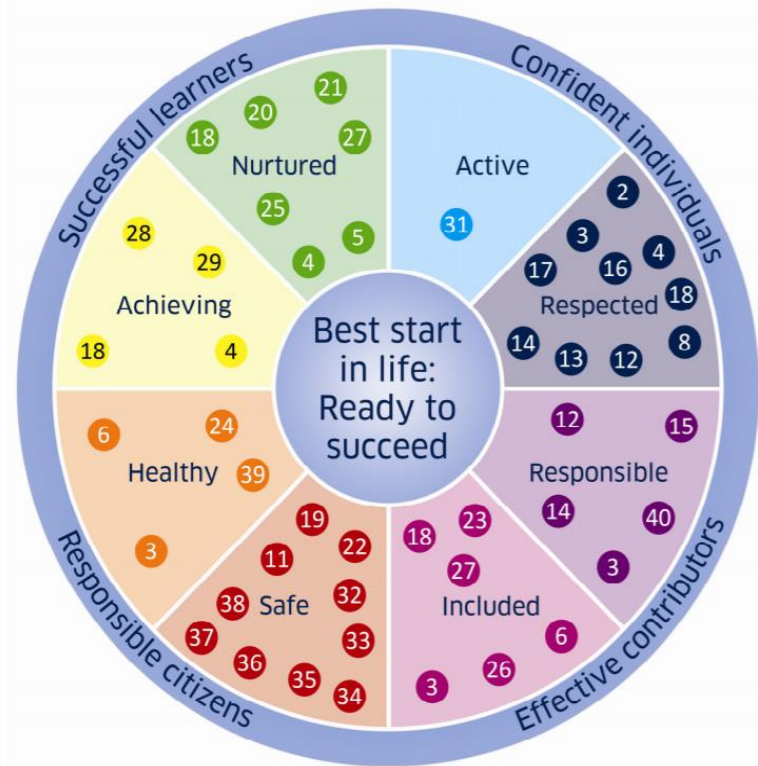 Successful learners
Confident individuals
Effective contributors
Responsible citizens
Best start
in life:
Ready to
succeed
Nurtured
18
20
21
27
25
5
4
Active
31
Respected
2
3
4
17
16
18
14
13
12
8
Responsible
12
15
14
40
3
Included
18
23
27
6
26
3
Safe
19
22
11
38
32
37
33
36
35
34
Healthy
6
24
39
3
Achieving
28
29
18
4